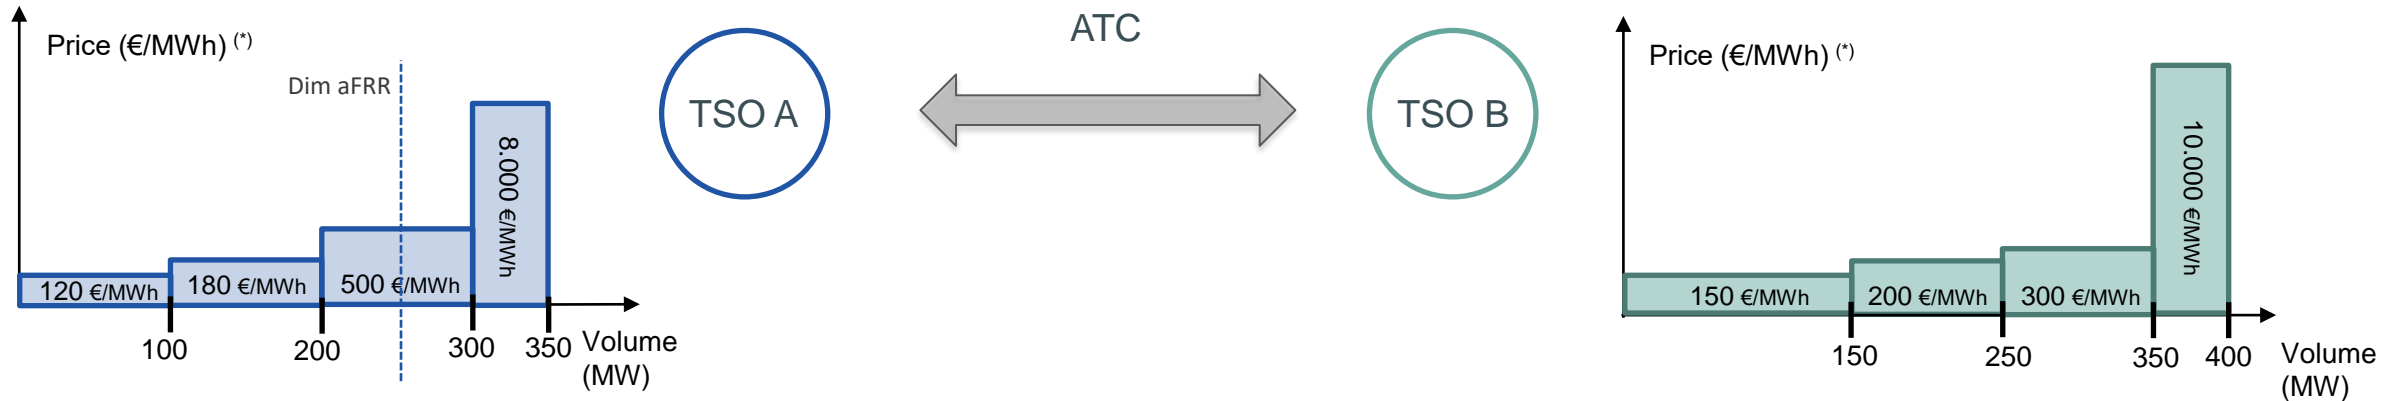 Price (€/MWh) (*)
Dim aFRR
120 €/MWh
180 €/MWh
500 €/MWh
8.000 €/MWh
100
200
300
350
Volume
(MW)
TSO A
ATC
TSO B
Price (€/MWh) (*)
150 €/MWh
200 €/MWh
300 €/MWh
10.000 €/MWh
150
250
350
400
Volume
(MW)